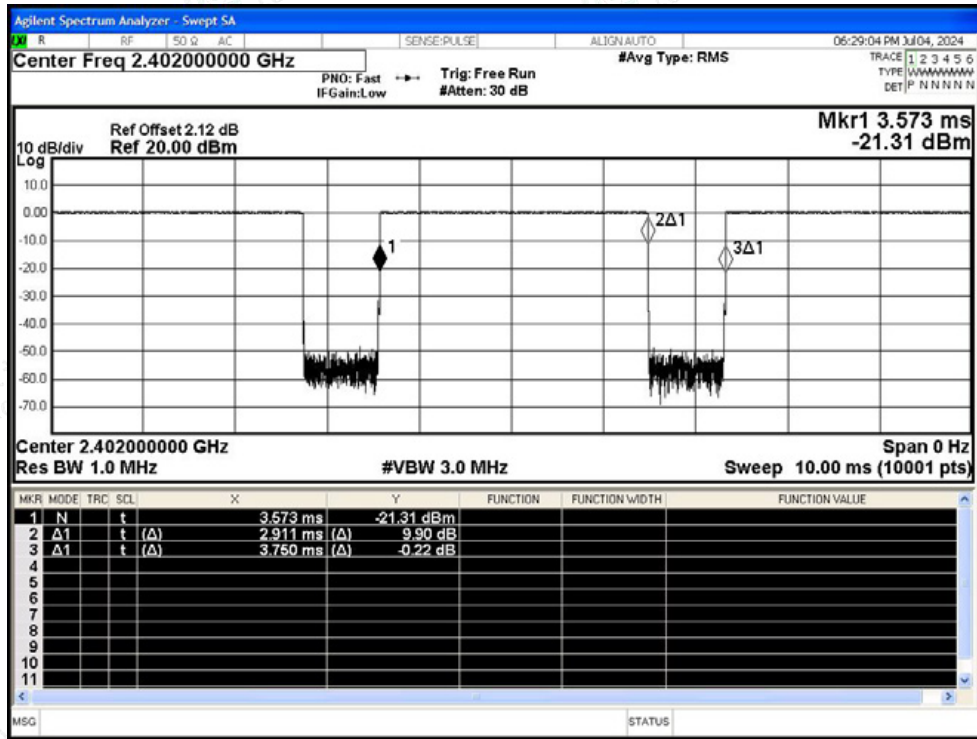 Agilent Spectrum Analyzer - Swept SA
LXI R RF 50 Ω AC SENSE:PULSE ALIGN AUTO 06:29:04 PM Jul 04, 2024
Center Freq 2.402000000 GHz
PNO: Fast
IFGain:Low
Trig: Free Run
#Atten: 30 dB
#Avg Type: RMS
TRACE 1 2 3 4 5 6
TYPE WWWWWW
DET P N N N N N
Mkr1 3.573 ms
-21.31 dBm
Ref Offset 2.12 dB
10 dB/div Ref 20.00 dBm
Log
10.0
0.00
-10.0
-20.0
-30.0
-40.0
-50.0
-60.0
-70.0
1
2Δ1
3Δ1
Center 2.402000000 GHz Span 0 Hz
Res BW 1.0 MHz #VBW 3.0 MHz Sweep 10.00 ms (10001 pts)
MKR MODE TRC SCL X Y FUNCTION FUNCTION WIDTH FUNCTION VALUE
1 N t 3.573 ms -21.31 dBm
2 Δ1 t (Δ) 2.911 ms (Δ) 9.90 dB
3 Δ1 t (Δ) 3.750 ms (Δ) -0.22 dB
4
5
6
7
8
9
10
11
MSG STATUS